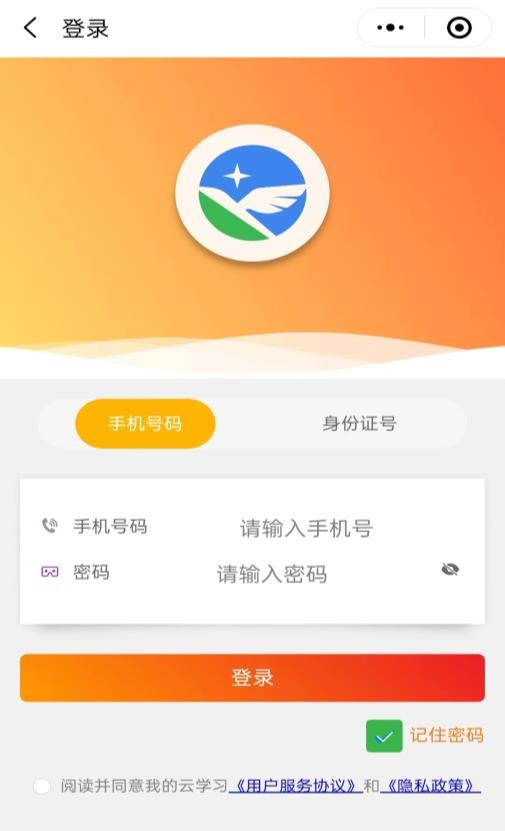 登录
手机号码 身份证号
手机号码 请输入手机号
密码 请输入密码
登录
记住密码
阅读并同意我的云学习《用户服务协议》和《隐私政策》